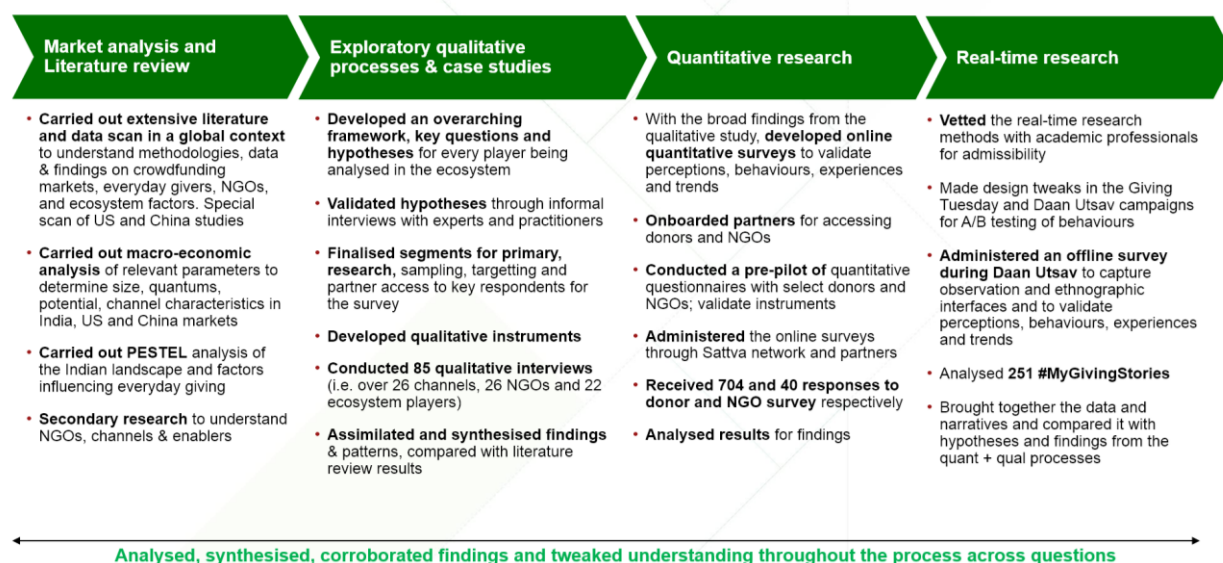 Market analysis and
Literature review
• Carried out extensive literature
and data scan in a global context
to understand methodologies, data
& findings on crowdfunding
markets, everyday givers, NGOs,
and ecosystem factors. Special
scan of US and China studies
• Carried out macro-economic
analysis of relevant parameters to
determine size, quantums,
potential, channel characteristics in
India, US and China markets
• Carried out PESTEL analysis of
the Indian landscape and factors
influencing everyday giving
• Secondary research to understand
NGOs, channels & enablers
Exploratory qualitative
processes & case studies
• Developed an overarching
framework, key questions and
hypotheses for every player being
analysed in the ecosystem
• Validated hypotheses through informal
interviews with experts and practitioners
• Finalised segments for primary,
research, sampling, targetting and
partner access to key respondents for
the survey
• Developed qualitative instruments
• Conducted 85 qualitative interviews
(i.e. over 26 channels, 26 NGOs and 22
ecosystem players)
• Assimilated and synthesised findings
& patterns, compared with literature
review results
Quantitative research
• With the broad findings from the
qualitative study, developed online
quantitative surveys to validate
perceptions, behaviours, experiences
and trends
• Onboarded partners for accessing
donors and NGOs
• Conducted a pre-pilot of quantitative
questionnaires with select donors and
NGOs; validate instruments
• Administered the online surveys
through Sattva network and partners
• Received 704 and 40 responses to
donor and NGO survey respectively
• Analysed results for findings
Real-time research
• Vetted the real-time research
methods with academic professionals
for admissibility
• Made design tweaks in the Giving
Tuesday and Daan Utsav campaigns
for A/B testing of behaviours
• Administered an offline survey
during Daan Utsav to capture
observation and ethnographic
interfaces and to validate
perceptions, behaviours, experiences
and trends
• Analysed 251 #MyGivingStories
• Brought together the data and
narratives and compared it with
hypotheses and findings from the
quant + qual processes
Analysed, synthesised, corroborated findings and tweaked understanding throughout the process across questions